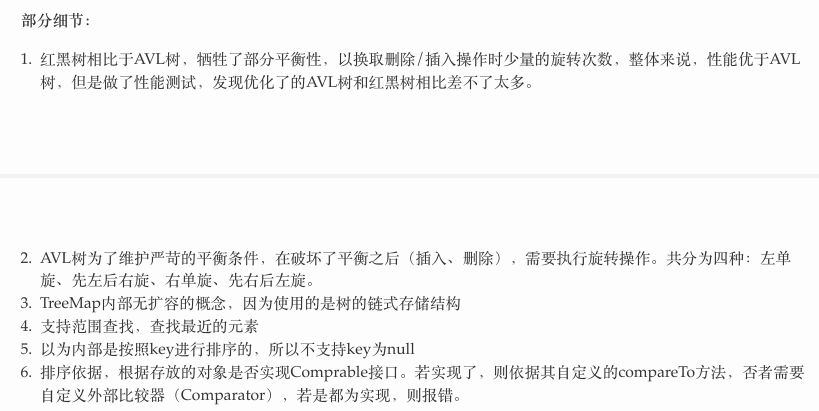 部分细节：
1. 红黑树相比于AVL树，牺牲了部分平衡性，以换取删除/插入操作时少量的旋转次数，整体来说，性能优于AVL
树，但是做了性能测试，发现优化了的AVL树和红黑树相比差不了太多。
2. AVL树为了维护严苛的平衡条件，在破坏了平衡之后（插入、删除），需要执行旋转操作。共分为四种：左单
旋、先左后右旋、右单旋、先右后左旋。
3. TreeMap内部无扩容的概念，因为使用的是树的链式存储结构
4. 支持范围查找，查找最近的元素
5. 以为内部是按照key进行排序的，所以不支持key为null
6. 排序依据，根据存放的对象是否实现Comprable接口。若实现了，则依据其自定义的compareTo方法，否者需要
自定义外部比较器（Comparator），若是都为实现，则报错。